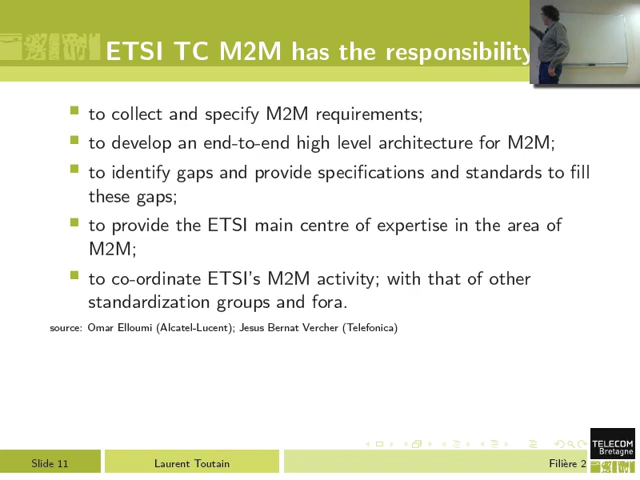 ETSI TC M2M has the responsibility
to collect and specify M2M requirements;
to develop an end-to-end high level architecture for M2M;
to identify gaps and provide specifications and standards to fill
these gaps;
to provide the ETSI main centre of expertise in the area of
M2M;
to co-ordinate ETSI's M2M activity; with that of other
standardization groups and fora.
source: Omar Elloumi (Alcatel-Lucent); Jesus Bernat Vercher (Telefonica)
TELECOM
Bretagne
Slide 11
Laurent Toutain
Filière 2